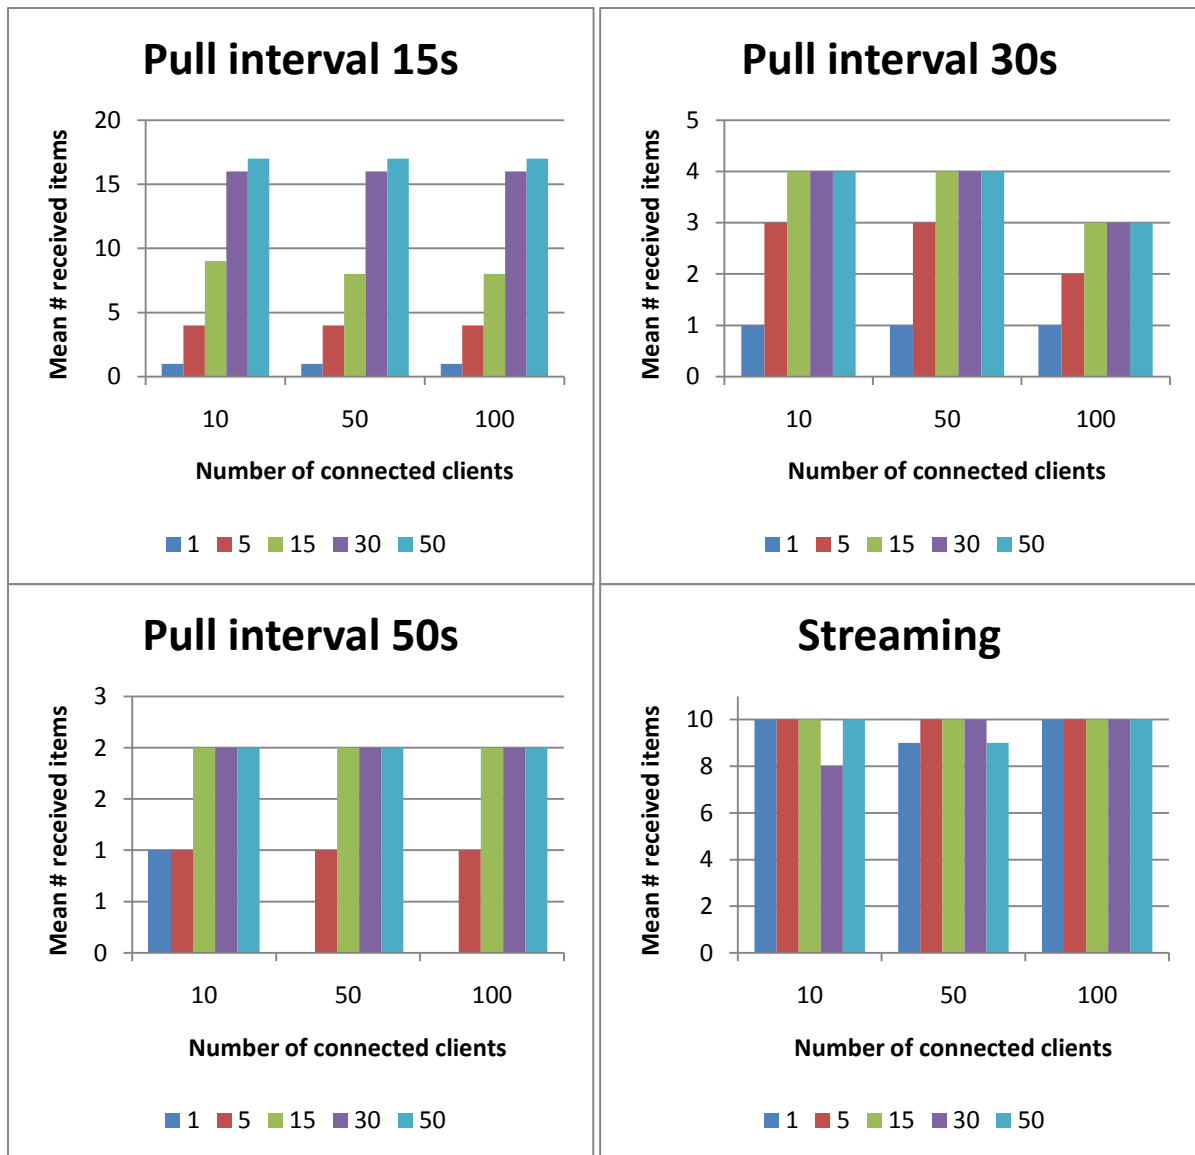 Pull interval 15s
Mean # received items
20
15
10
5
0
10 50 100
Number of connected clients
1 5 15 30 50
Pull interval 30s
Mean # received items
5
4
3
2
1
0
10 50 100
Number of connected clients
1 5 15 30 50
Pull interval 50s
Mean # received items
3
2
2
1
1
0
10 50 100
Number of connected clients
1 5 15 30 50
Streaming
Mean # received items
10
8
6
4
2
0
10 50 100
Number of connected clients
1 5 15 30 50